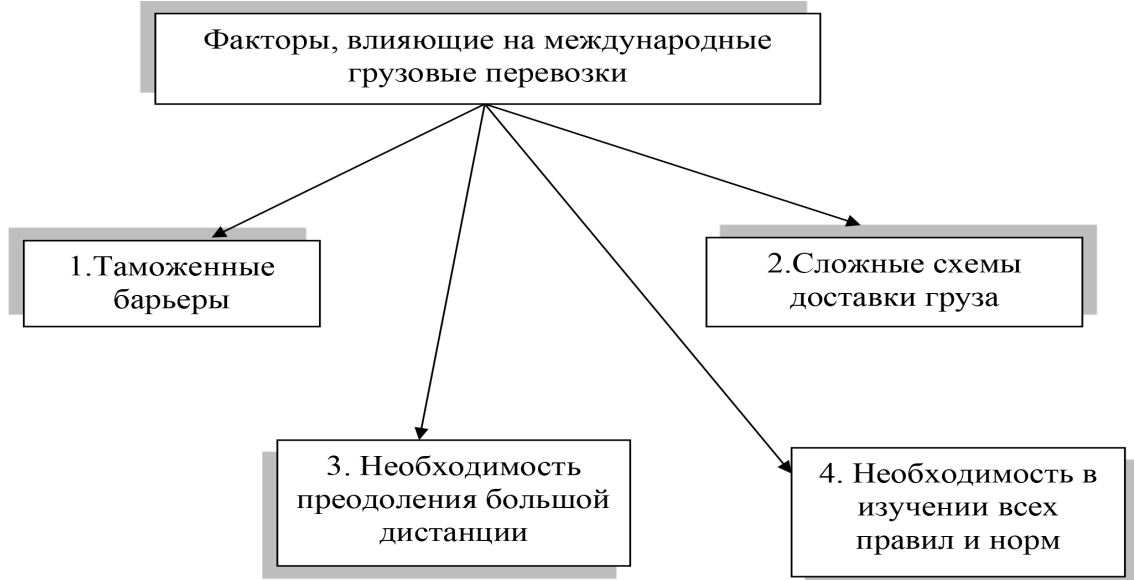 Факторы, влияющие на международные
грузовые перевозки
1.Таможенные
барьеры
2.Сложные схемы
доставки груза
3. Необходимость
преодоления большой
дистанции
4. Необходимость в
изучении всех
правил и норм